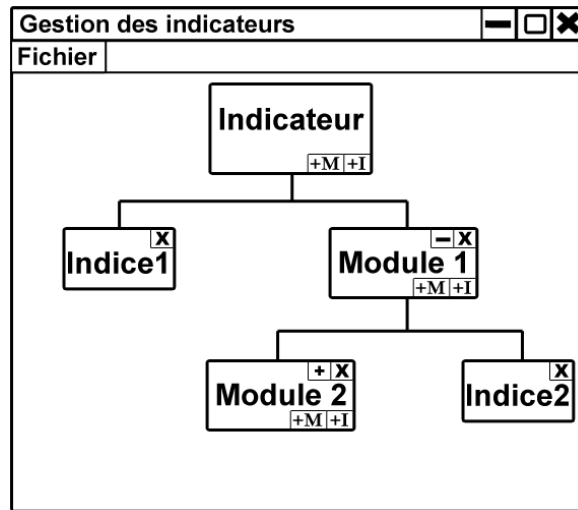 Gestion des indicateurs
Fichier
Indicateur
+M +I
X
Indice1
− X
Module 1
+M +I
+ X
Module 2
+M +I
X
Indice2